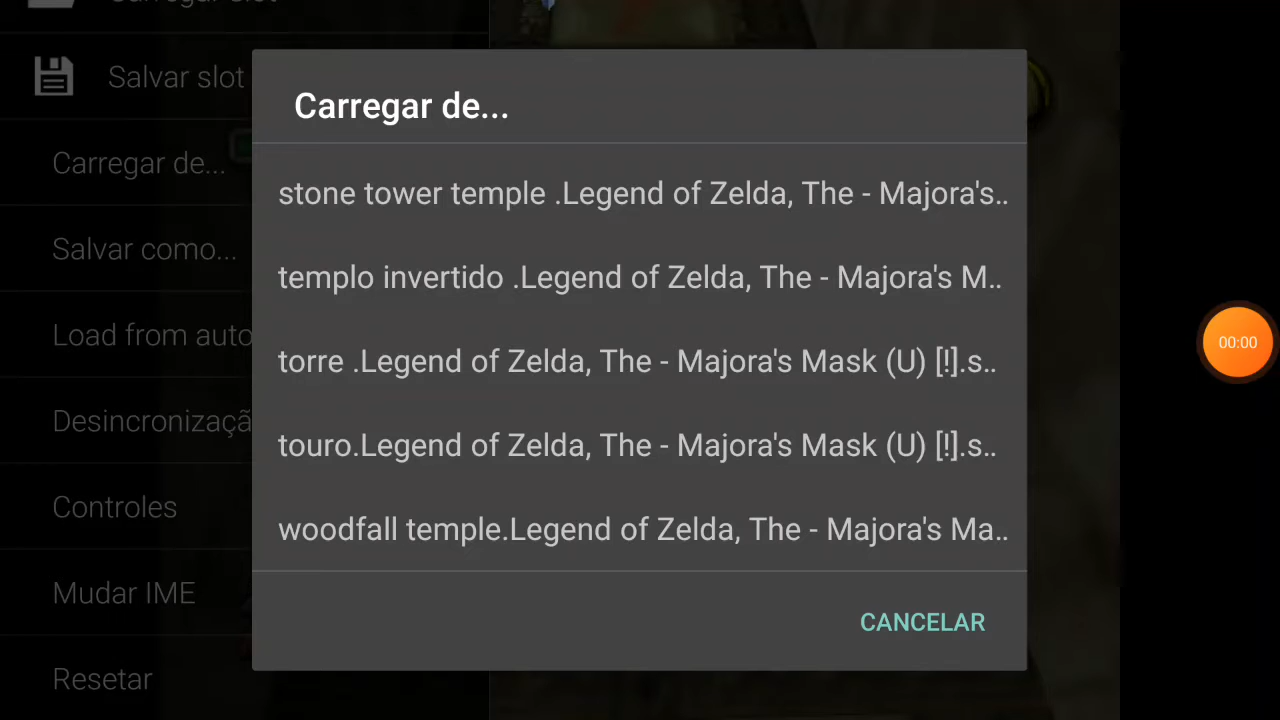 Carregar slot
Salvar slot
Carregar de...
Salvar como...
Load from auto
Desincronizaçã
Controles
Mudar IME
Resetar
Carregar de...
stone tower temple .Legend of Zelda, The - Majora's..
templo invertido .Legend of Zelda, The - Majora's M..
torre .Legend of Zelda, The - Majora's Mask (U) [!].s..
touro.Legend of Zelda, The - Majora's Mask (U) [!].s..
woodfall temple.Legend of Zelda, The - Majora's Ma..
CANCELAR
00:00